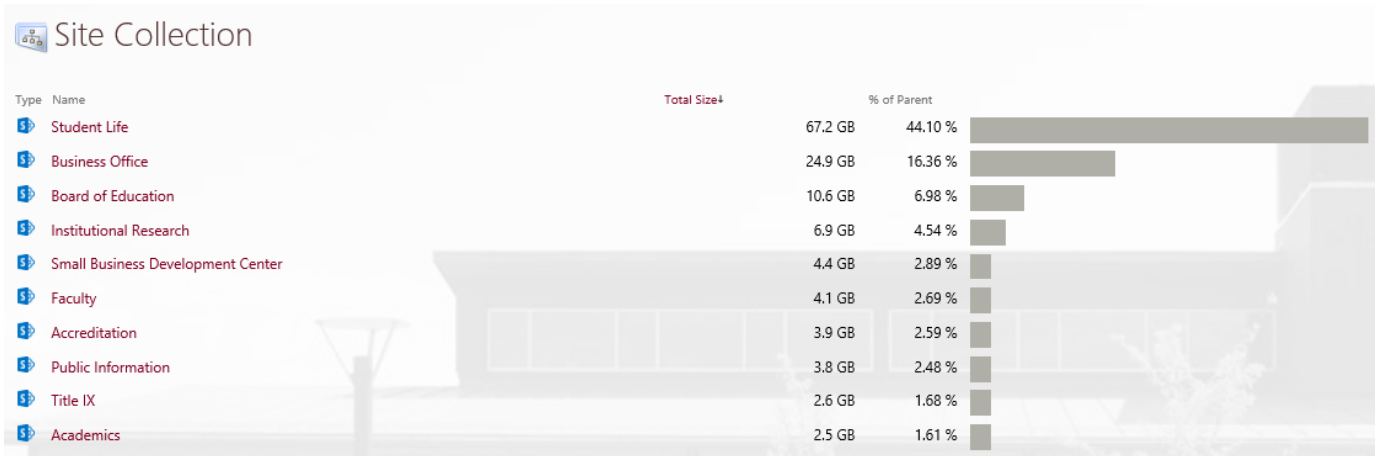 Site Collection
Type Name Total Size↓ % of Parent
Student Life 67.2 GB 44.10 %
Business Office 24.9 GB 16.36 %
Board of Education 10.6 GB 6.98 %
Institutional Research 6.9 GB 4.54 %
Small Business Development Center 4.4 GB 2.89 %
Faculty 4.1 GB 2.69 %
Accreditation 3.9 GB 2.59 %
Public Information 3.8 GB 2.48 %
Title IX 2.6 GB 1.68 %
Academics 2.5 GB 1.61 %